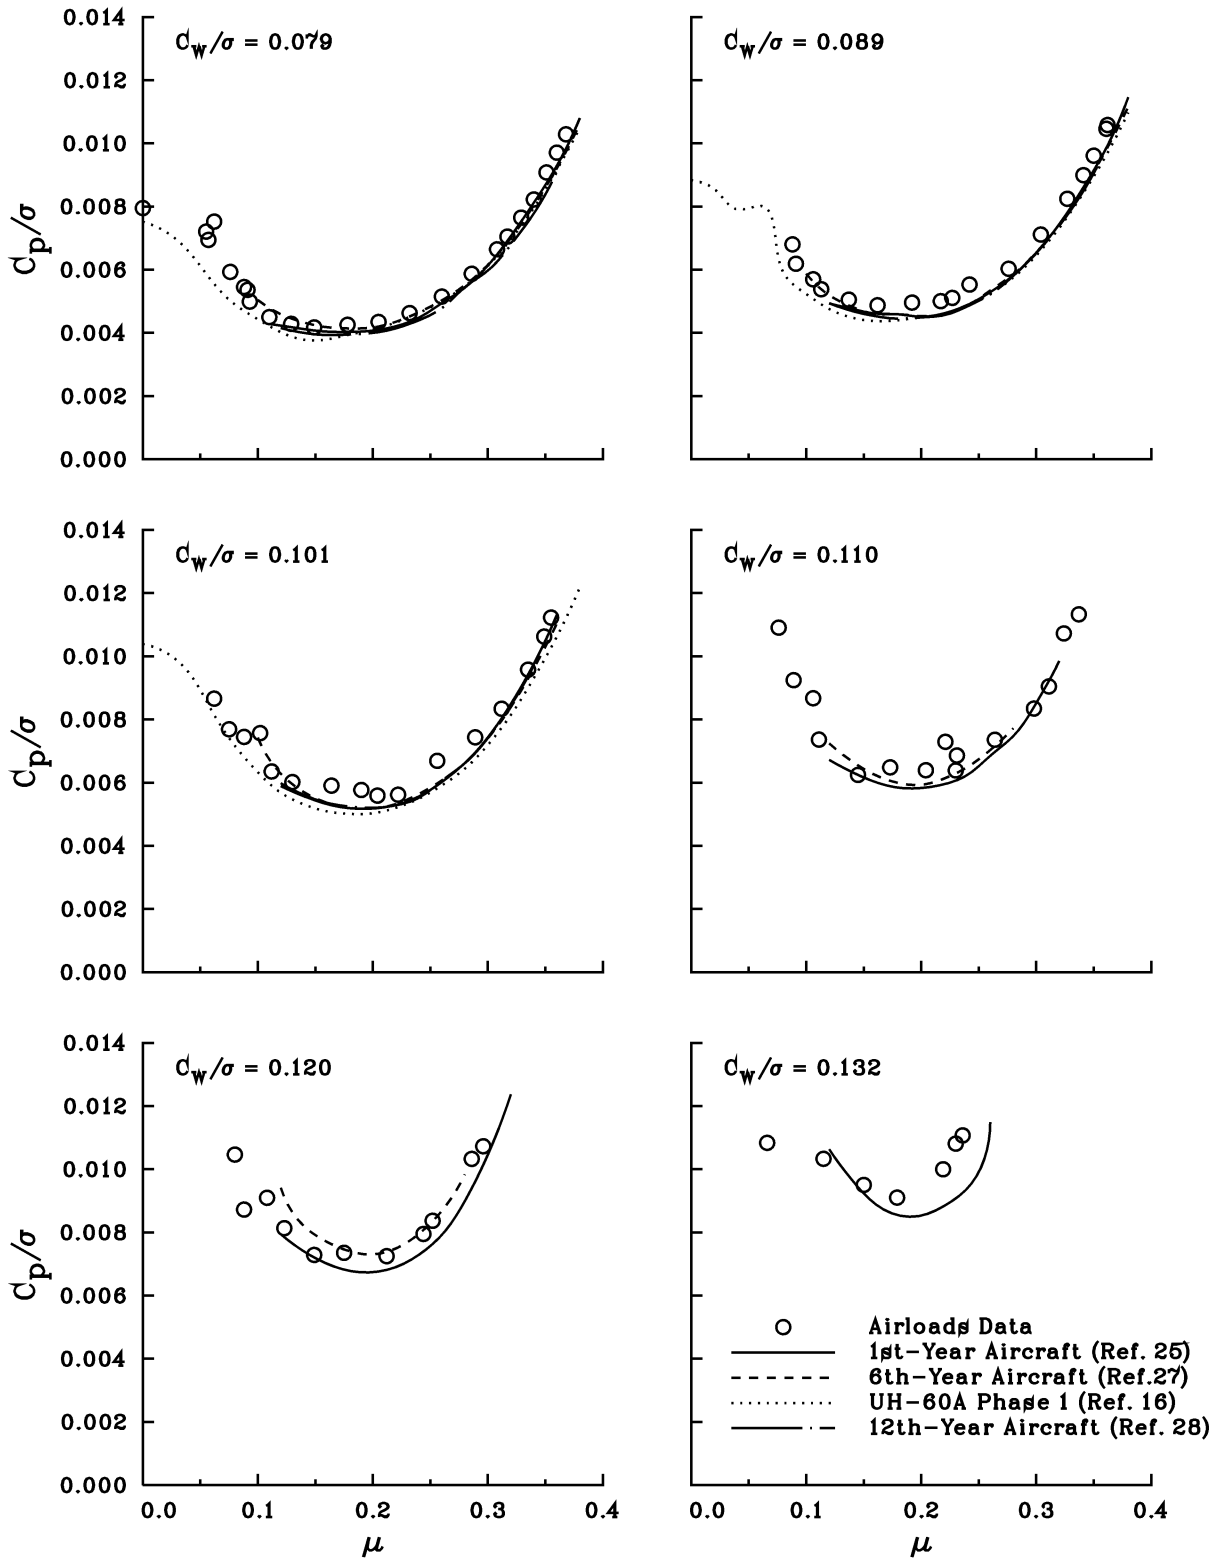 0.014
0.012
0.010
0.008
0.006
0.004
0.002
0.000
Cp/σ
C_W/σ = 0.079
C_W/σ = 0.089
0.014
0.012
0.010
0.008
0.006
0.004
0.002
0.000
Cp/σ
C_W/σ = 0.101
C_W/σ = 0.110
0.014
0.012
0.010
0.008
0.006
0.004
0.002
0.000
Cp/σ
C_W/σ = 0.120
C_W/σ = 0.132
Airloads Data
1st-Year Aircraft (Ref. 25)
6th-Year Aircraft (Ref.27)
UH-60A Phase 1 (Ref. 16)
12th-Year Aircraft (Ref. 28)
0.0 0.1 0.2 0.3 0.4
μ
0.0 0.1 0.2 0.3 0.4
μ